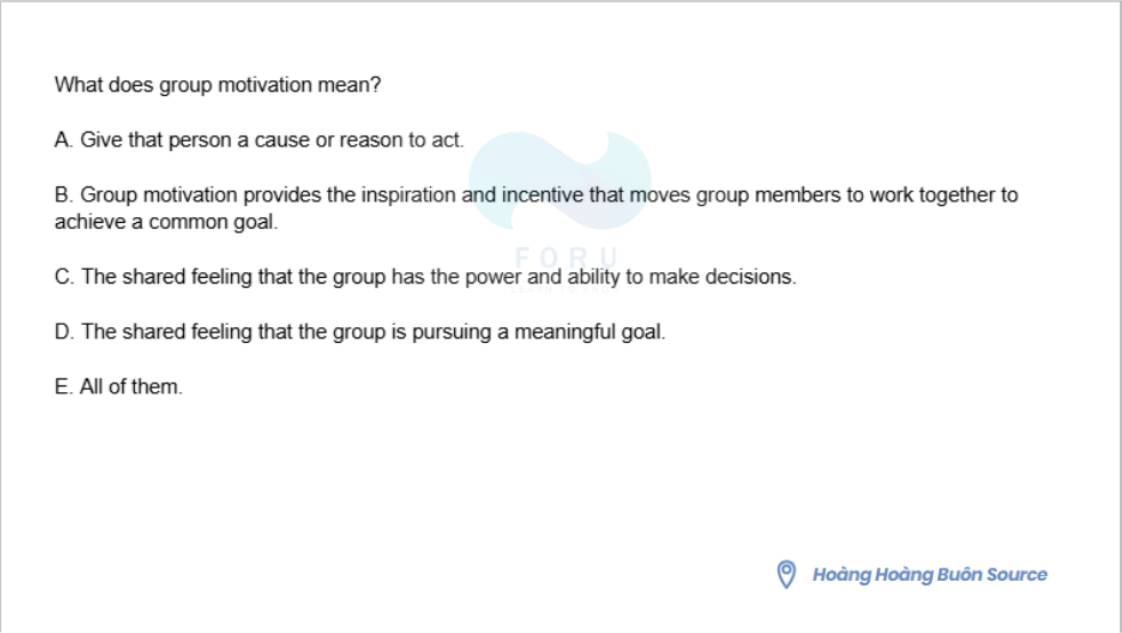 What does group motivation mean?
A. Give that person a cause or reason to act.
B. Group motivation provides the inspiration and incentive that moves group members to work together to
achieve a common goal.
FORU
C. The shared feeling that the group has the power and ability to make decisions.
D. The shared feeling that the group is pursuing a meaningful goal.
E. All of them.
Hoàng Hoàng Buôn Source